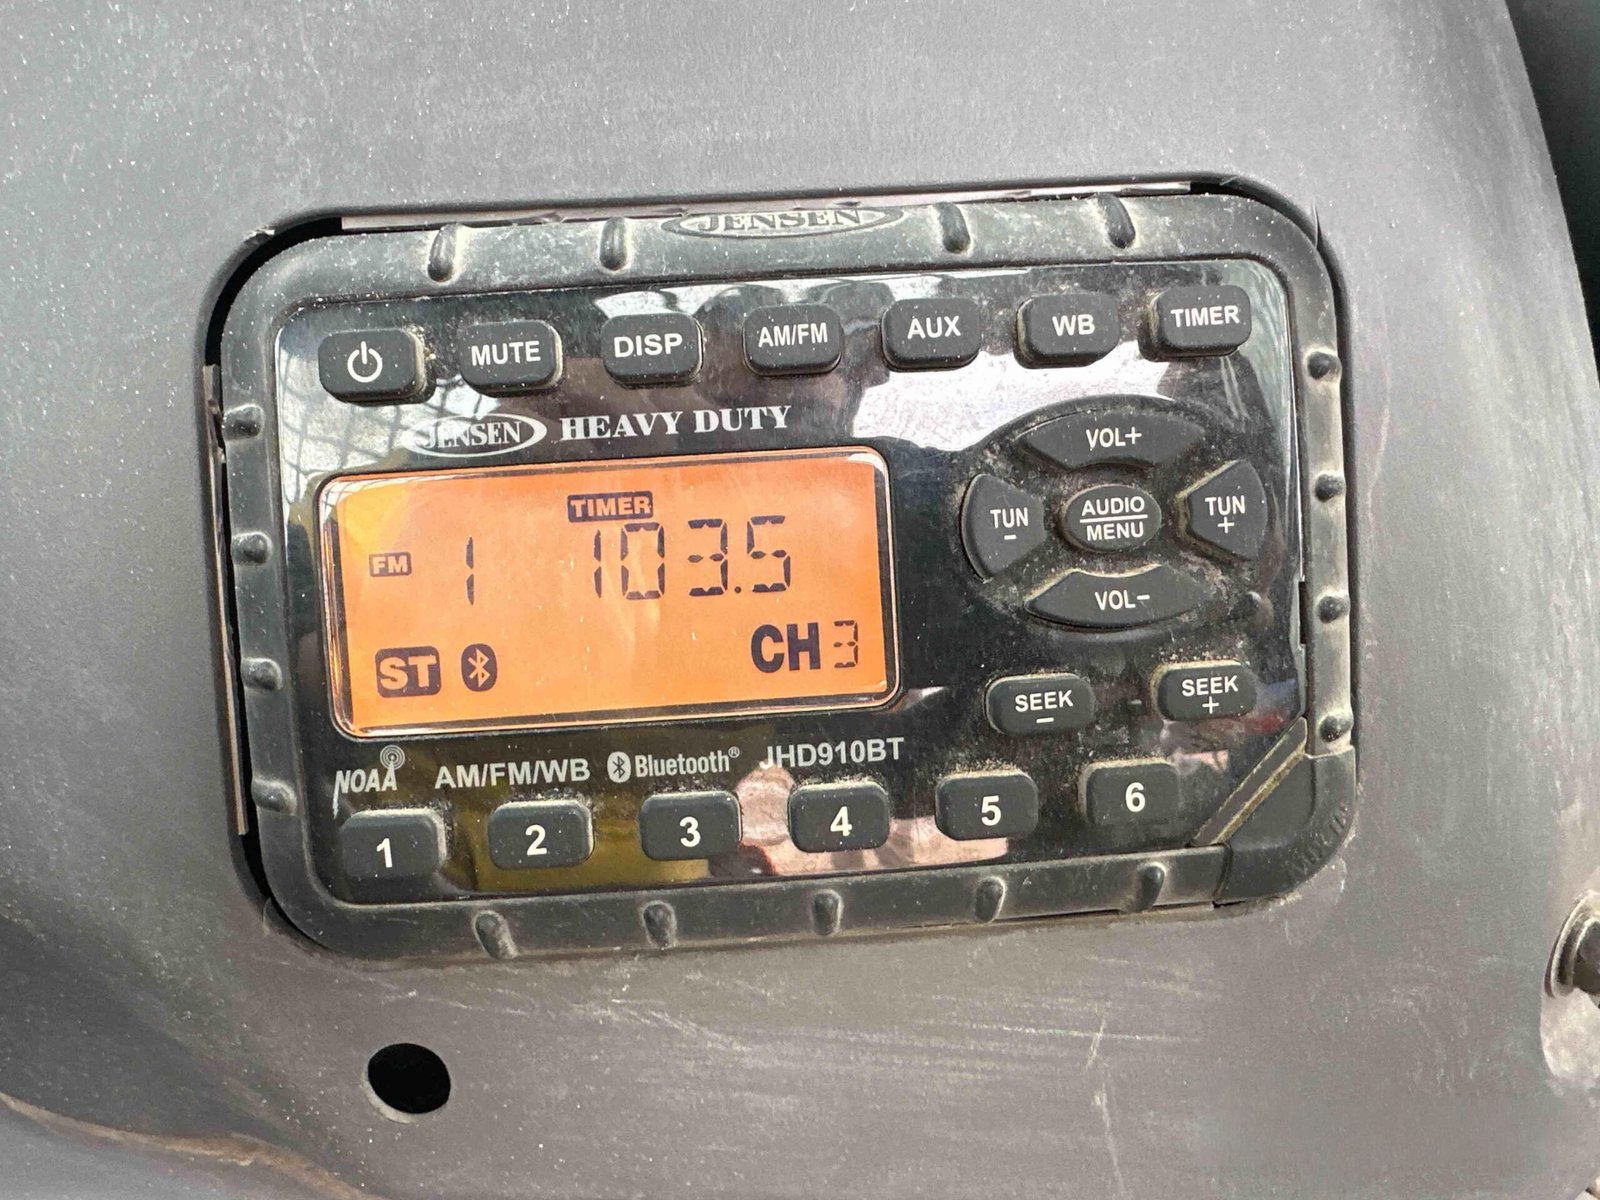 JENSEN
MUTE DISP AM/FM AUX WB TIMER
JENSEN HEAVY DUTY
VOL+
TUN - AUDIO/MENU TUN +
VOL-
TIMER
FM 1 103.5
ST CH 3
SEEK - SEEK +
NOAA AM/FM/WB Bluetooth® JHD910BT
1 2 3 4 5 6